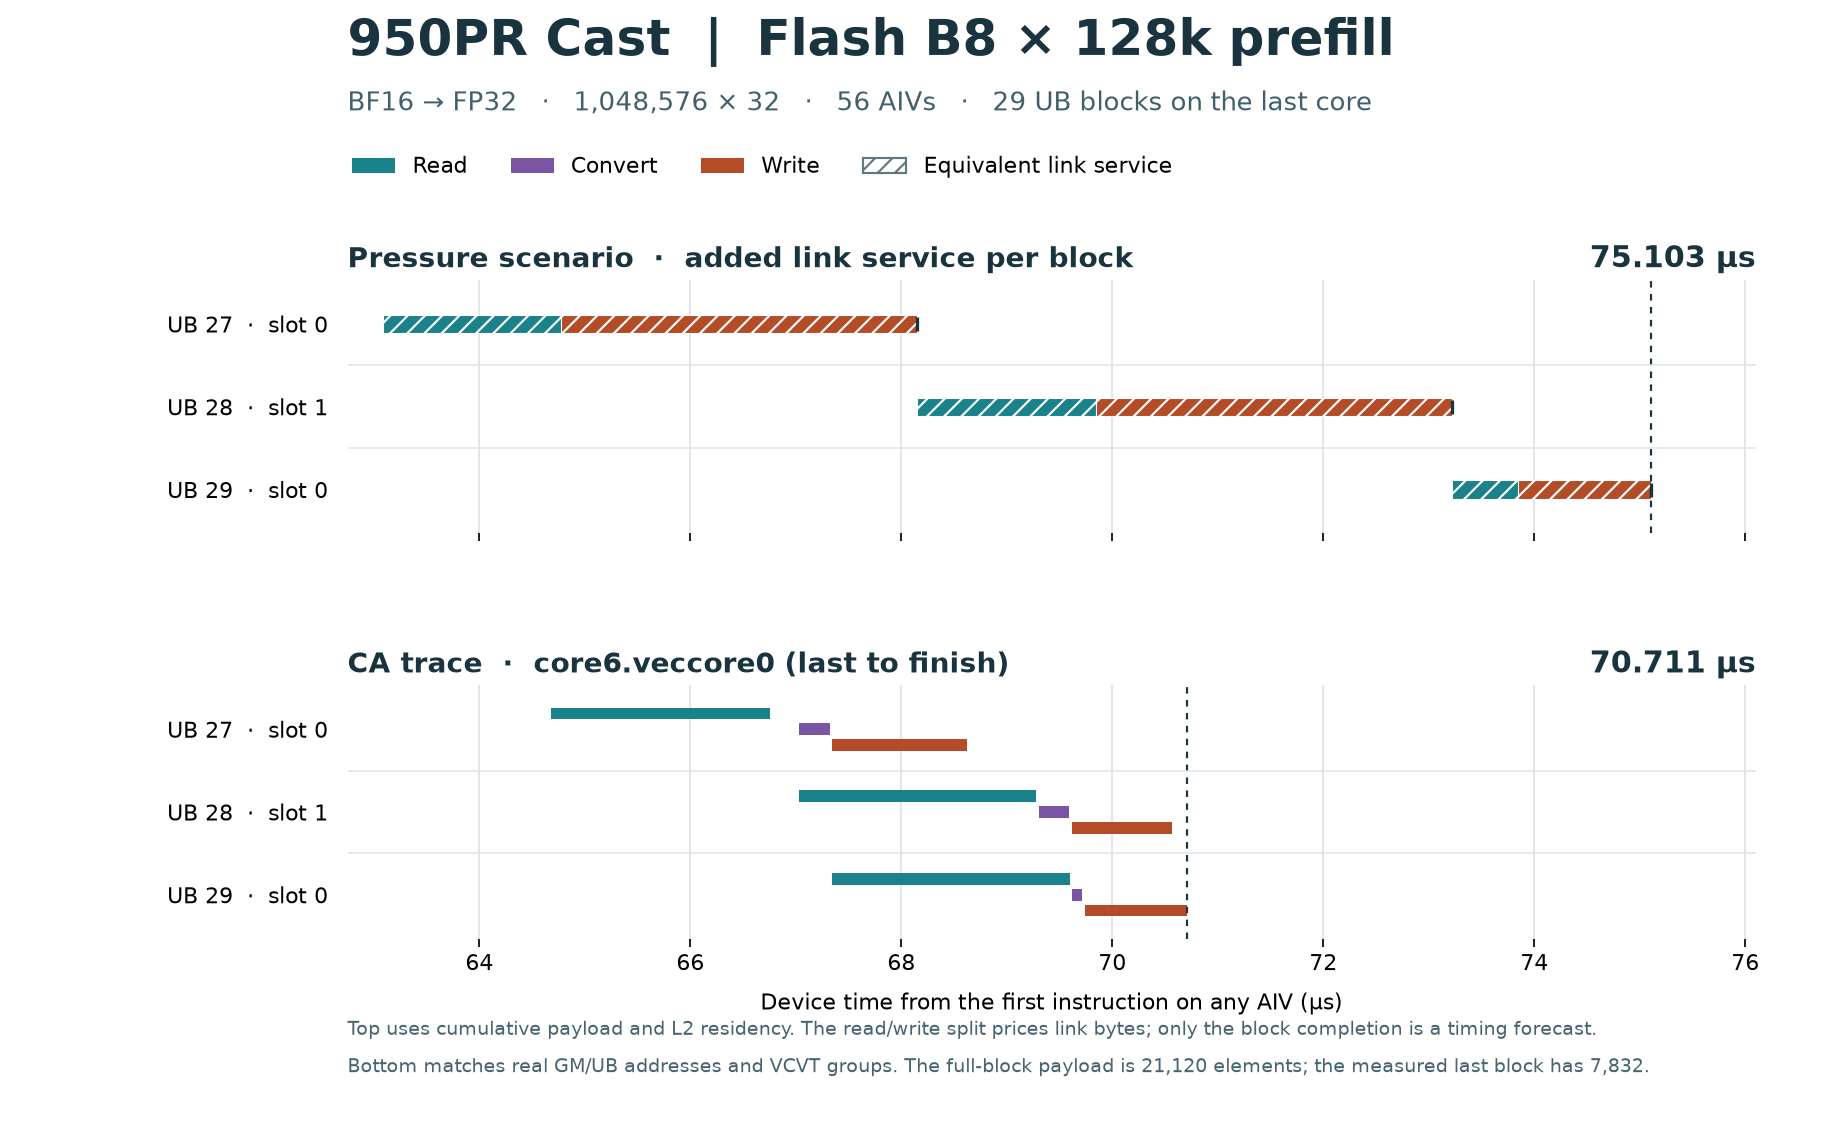 950PR Cast | Flash B8 × 128k prefill
BF16 → FP32 · 1,048,576 × 32 · 56 AIVs · 29 UB blocks on the last core
Read Convert Write Equivalent link service
Pressure scenario · added link service per block 75.103 µs
UB 27 · slot 0
UB 28 · slot 1
UB 29 · slot 0
CA trace · core6.veccore0 (last to finish) 70.711 µs
UB 27 · slot 0
UB 28 · slot 1
UB 29 · slot 0
64 66 68 70 72 74 76
Device time from the first instruction on any AIV (µs)
Top uses cumulative payload and L2 residency. The read/write split prices link bytes; only the block completion is a timing forecast.
Bottom matches real GM/UB addresses and VCVT groups. The full-block payload is 21,120 elements; the measured last block has 7,832.